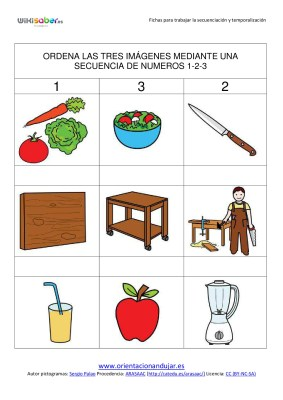 wikisaber.es
Fichas para trabajar la secuenciación y temporalización
ORDENA LAS TRES IMÁGENES MEDIANTE UNA
SECUENCIA DE NUMEROS 1-2-3
1 3 2
www.orientacionandujar.es
Autor pictogramas: Sergio Palao Procedencia: ARASAAC (http://catedu.es/arasaac/) Licencia: CC (BY-NC-SA)